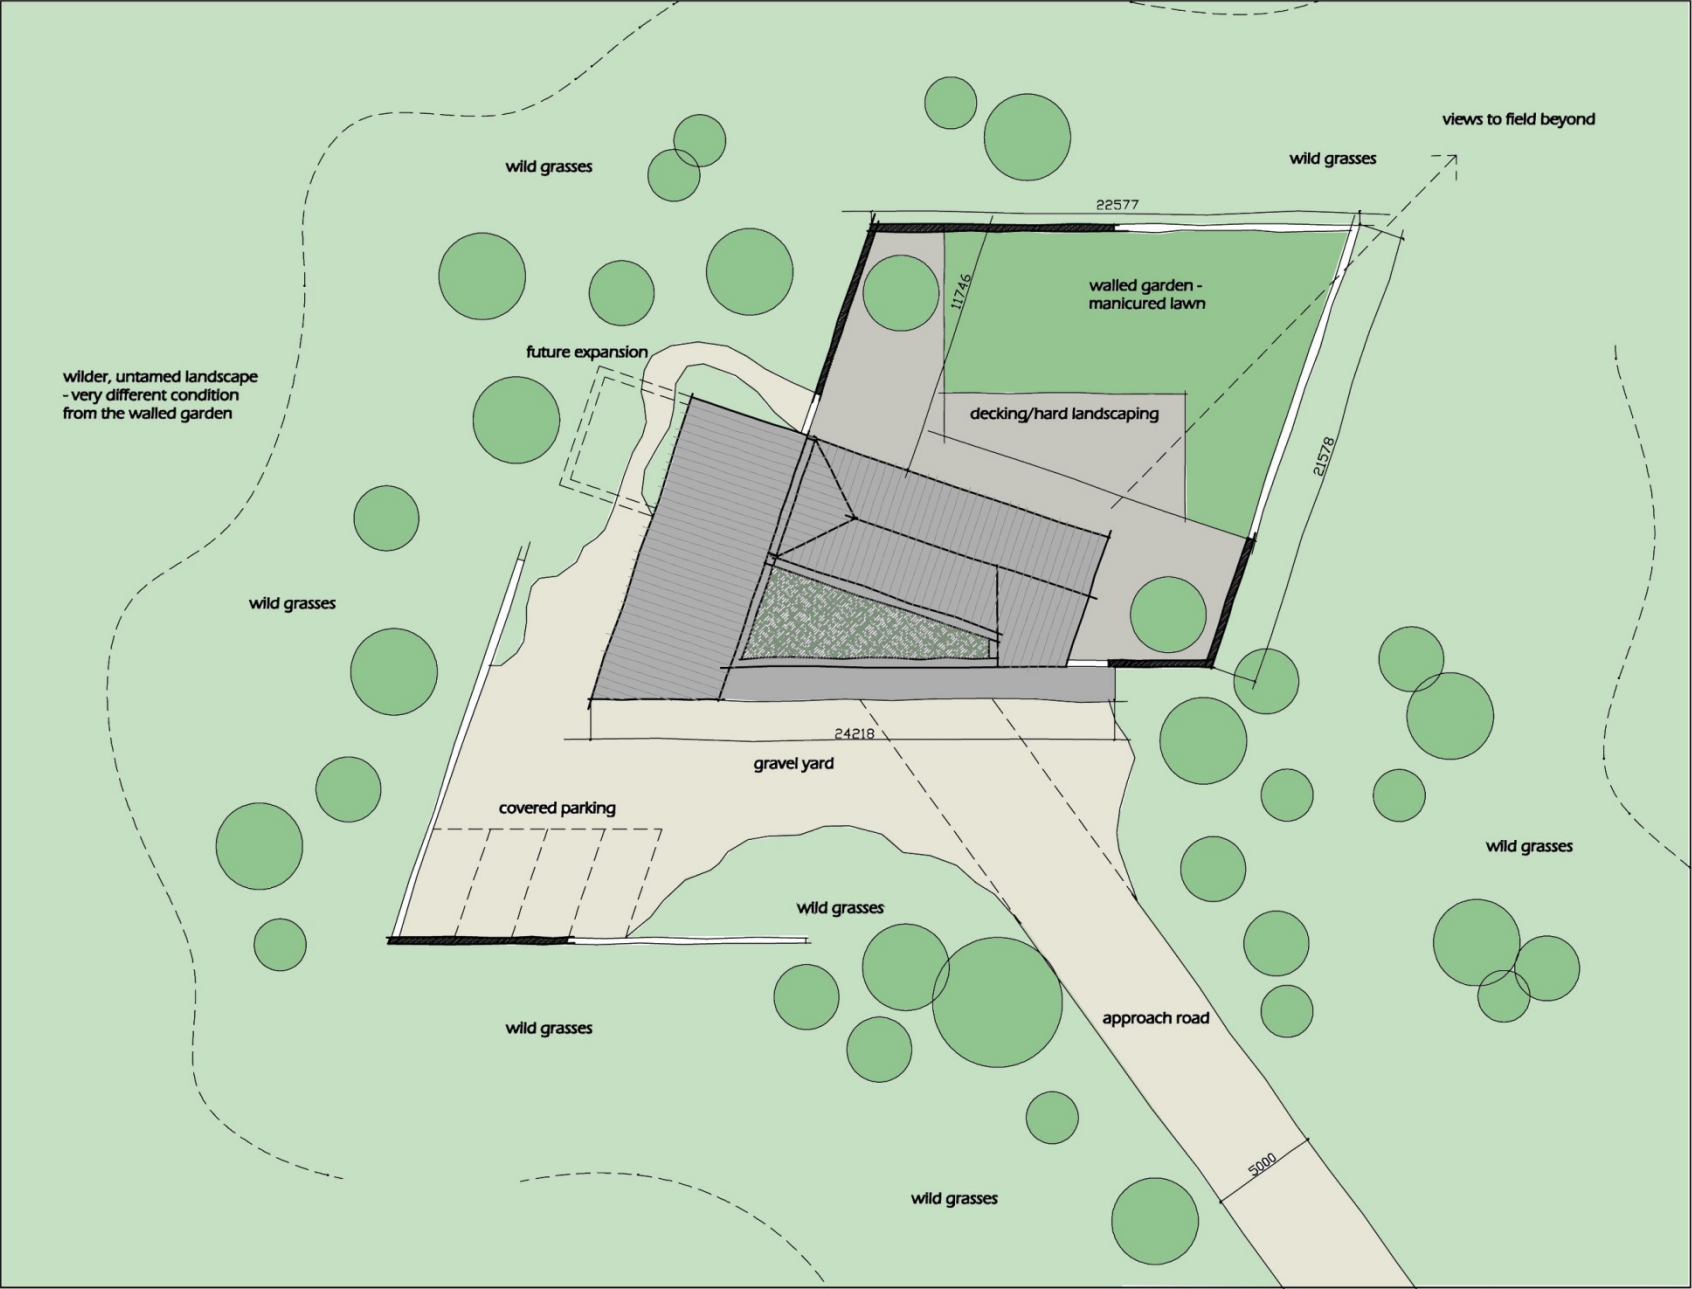 views to field beyond
wild grasses
wild grasses
22577
walled garden -
manicured lawn
11746
future expansion
wilder, untamed landscape
- very different condition
from the walled garden
decking/hard landscaping
21578
wild grasses
24218
gravel yard
covered parking
wild grasses
wild grasses
approach road
wild grasses
5000
wild grasses